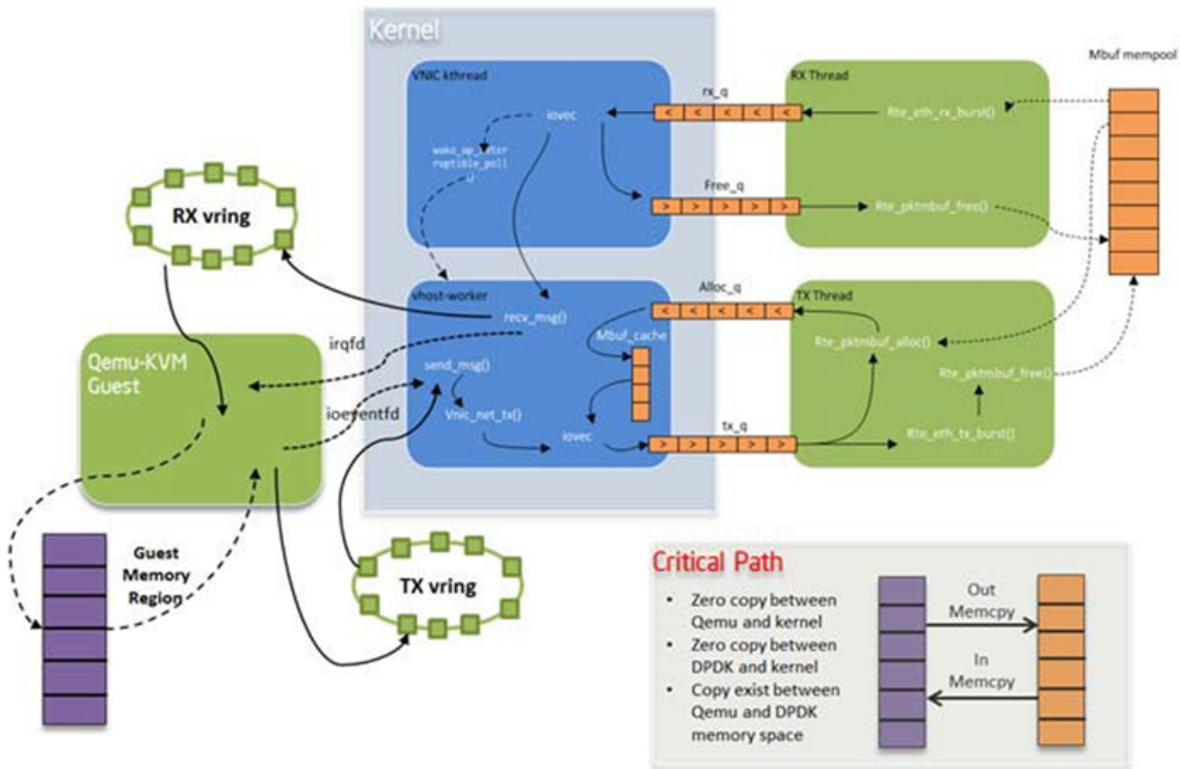 Kernel
VNIC kthread
RX Thread
Mbuf mempool
rx_q
< < < < <
iovec
Rte_eth_rx_burst()
wake_up_inter
ruptible_poll
()
Free_q
> > > > >
Rte_pktmbuf_free()
RX vring
vhost-worker
Alloc_q
TX Thread
< < < < <
recv_msg()
Mbuf_cache
Rte_pktmbuf_alloc()
irqfd
Qemu-KVM
Guest
send_msg()
Rte_pktmbuf_free()
ioeventfd
Vnic_net_tx()
iovec
tx_q
> > > > >
Rte_eth_tx_burst()
Guest
Memory
Region
TX vring
Critical Path
• Zero copy between
Qemu and kernel
• Zero copy between
DPDK and kernel
• Copy exist between
Qemu and DPDK
memory space
Out
Memcpy
In
Memcpy